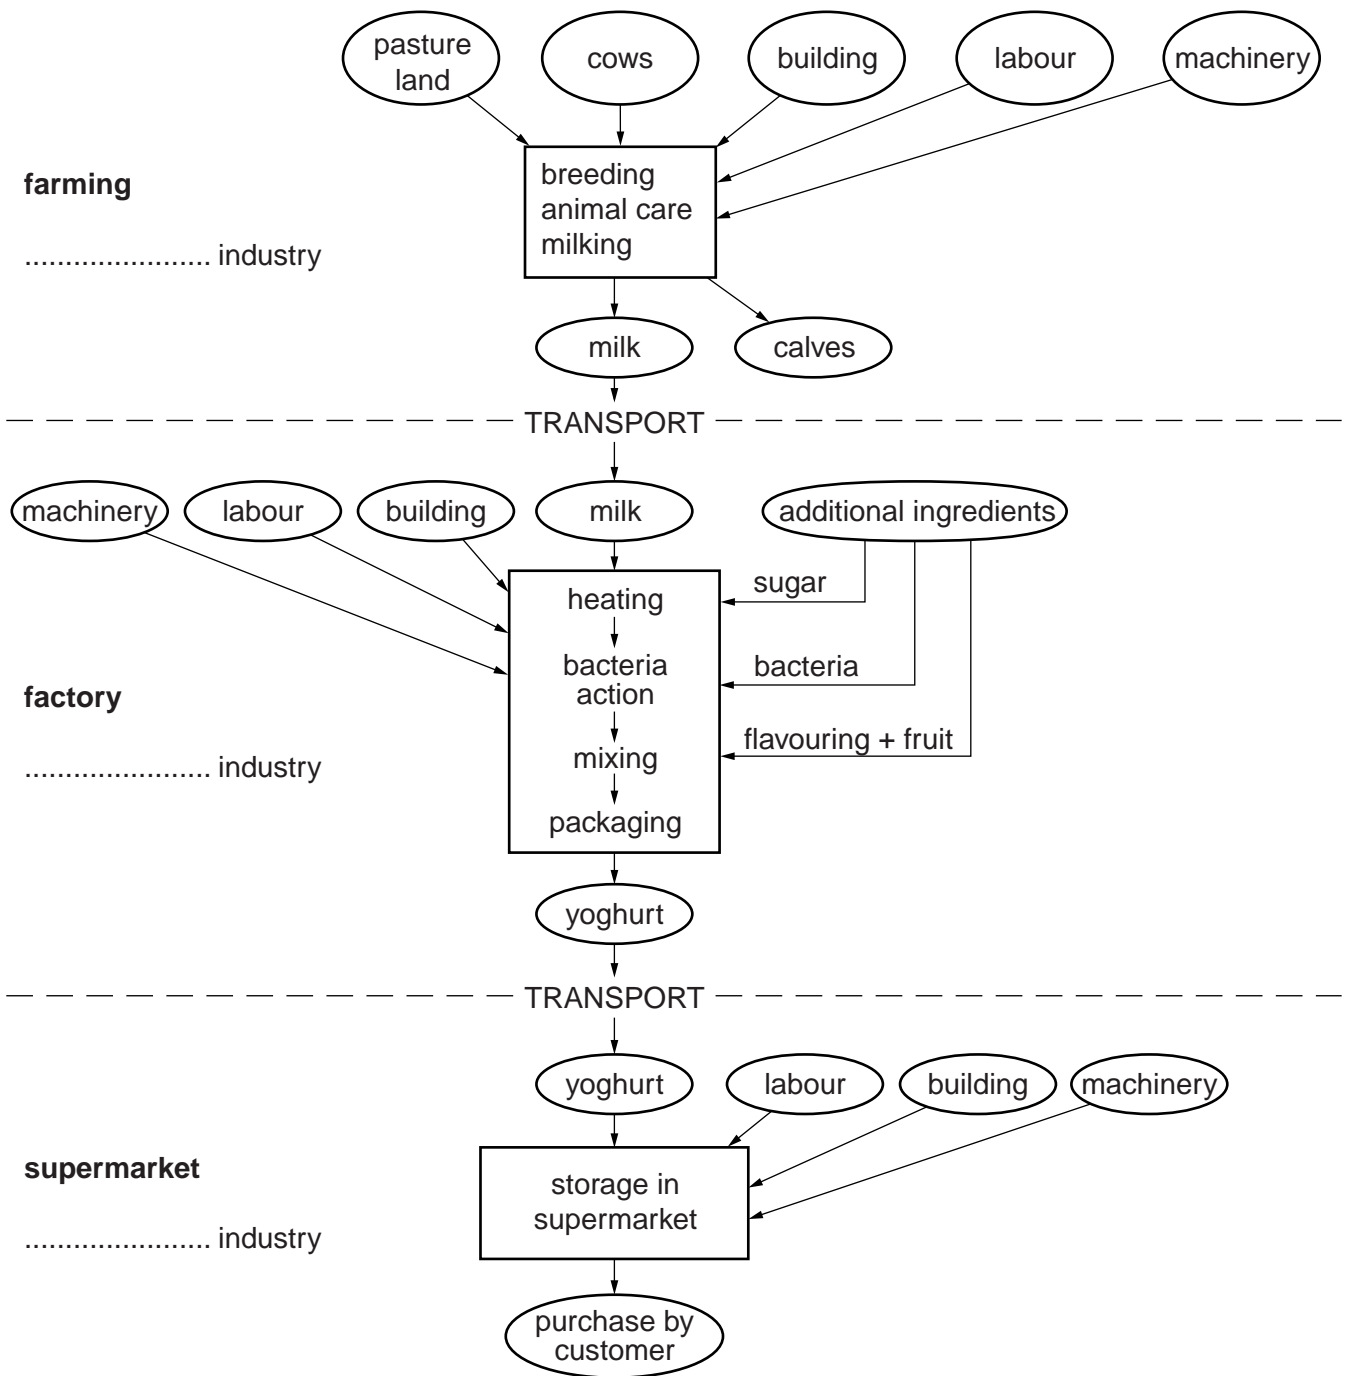 pasture
land
cows
building
labour
machinery
farming
....................... industry
breeding
animal care
milking
milk
calves
TRANSPORT
machinery
labour
building
milk
additional ingredients
sugar
heating
bacteria
action
bacteria
flavouring + fruit
mixing
packaging
factory
....................... industry
yoghurt
TRANSPORT
yoghurt
labour
building
machinery
supermarket
....................... industry
storage in
supermarket
purchase by
customer